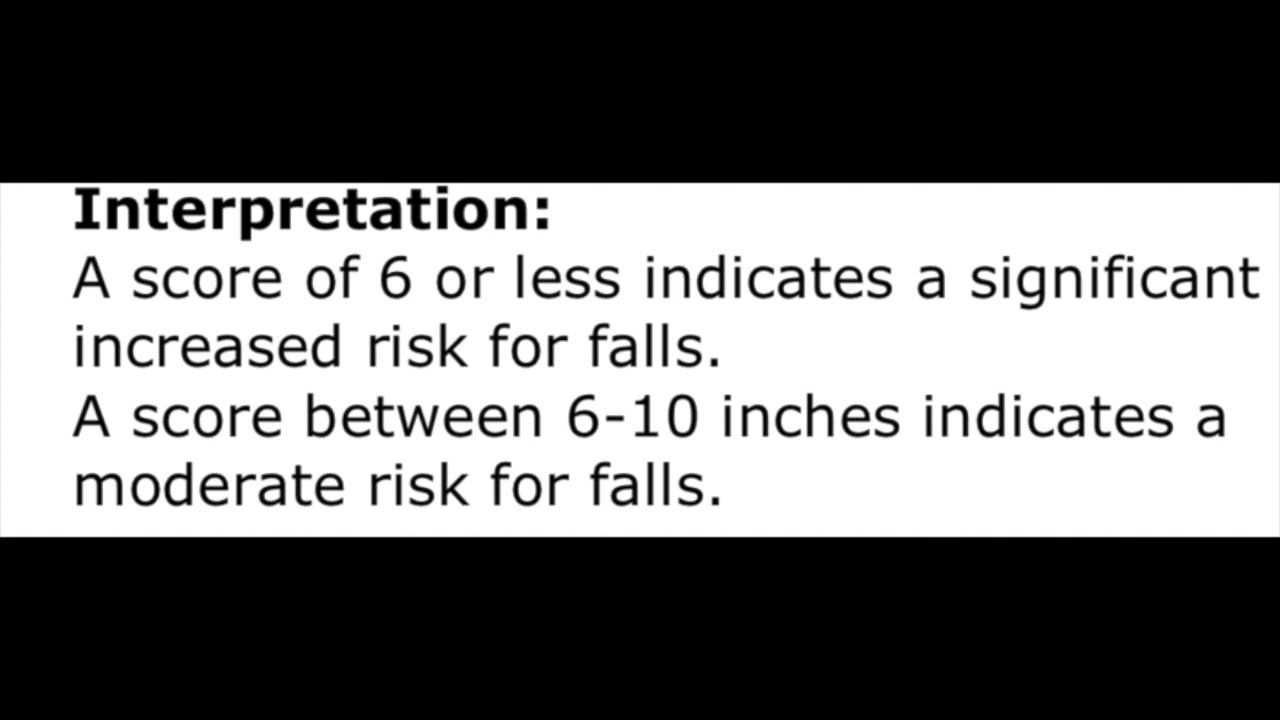 Interpretation:
A score of 6 or less indicates a significant
increased risk for falls.
A score between 6-10 inches indicates a
moderate risk for falls.